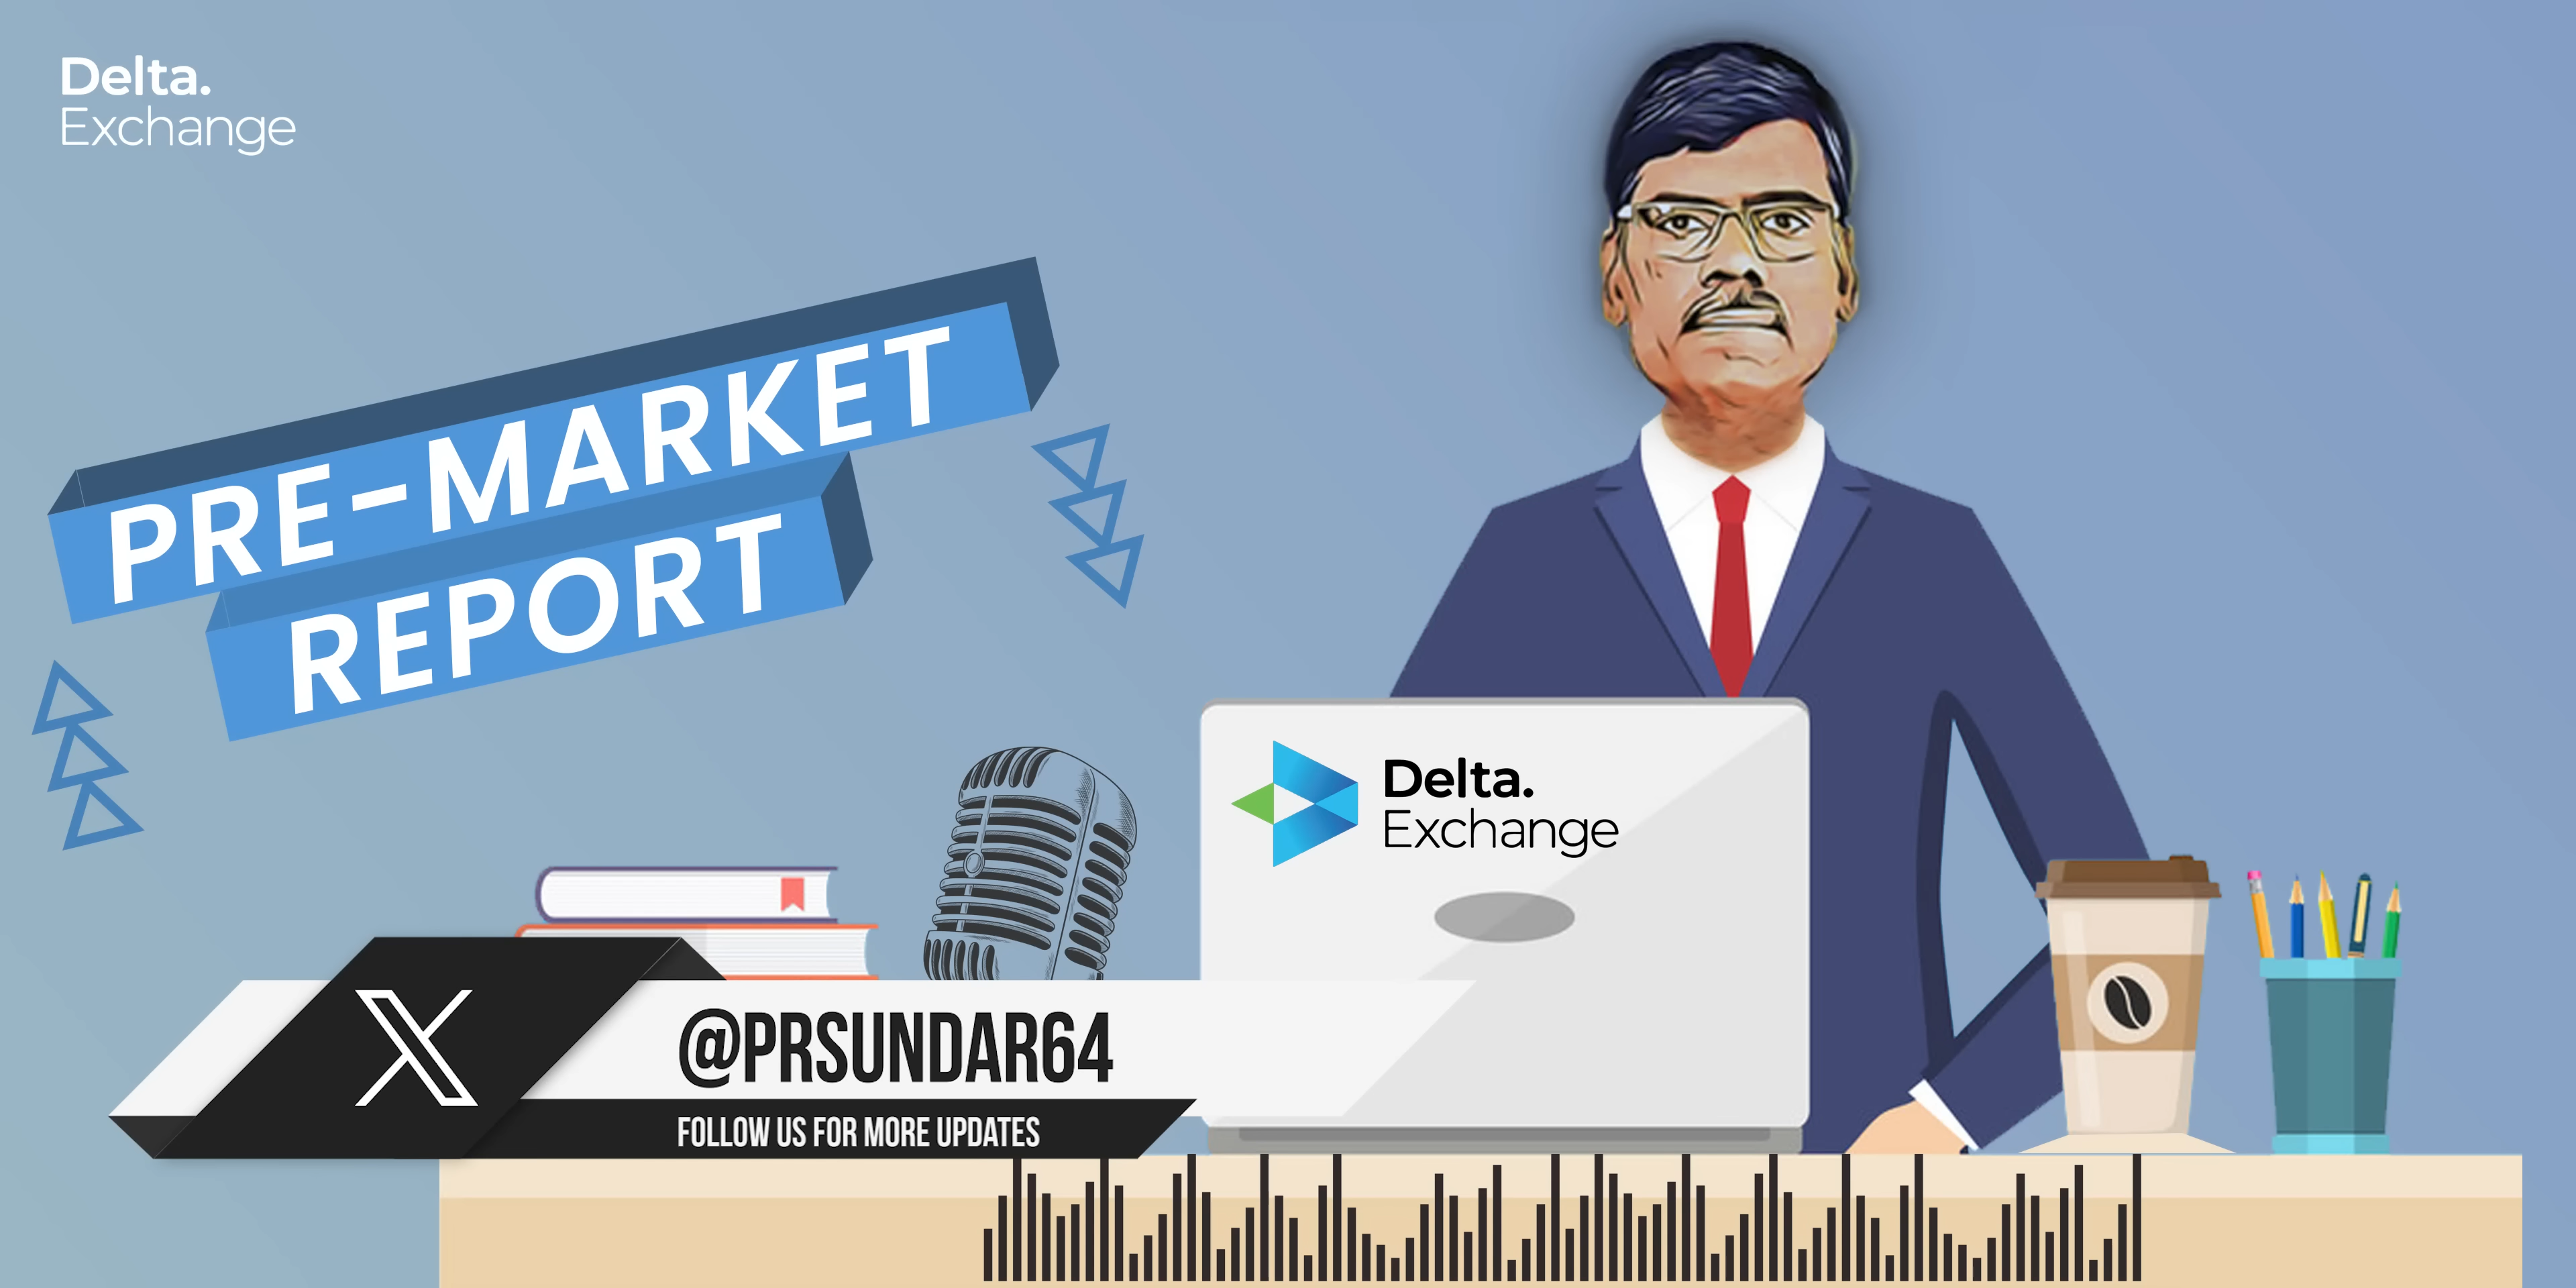 Delta.
Exchange
PRE-MARKET
REPORT
Delta.
Exchange
@PRSUNDAR64
FOLLOW US FOR MORE UPDATES